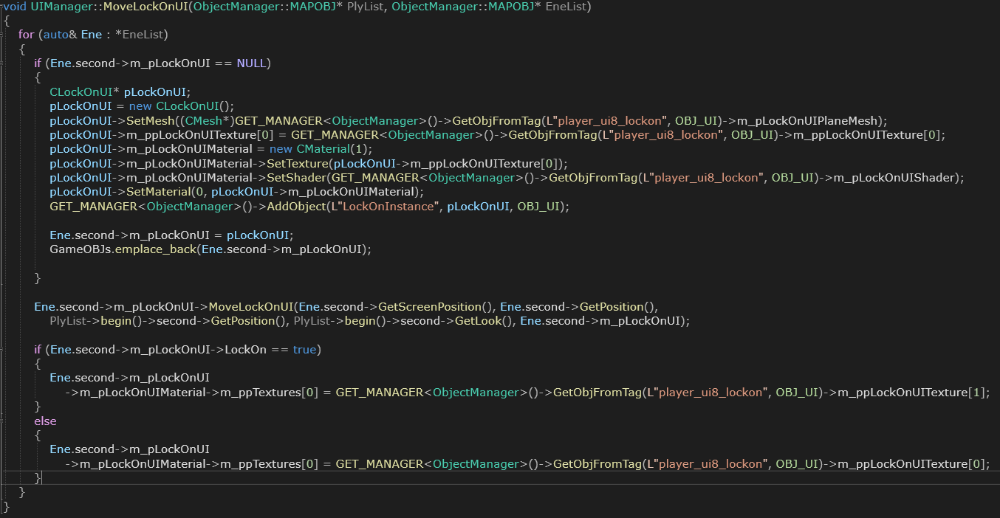 void UIManager::MoveLockOnUI(ObjectManager::MAPOBJ* PlyList, ObjectManager::MAPOBJ* EneList)
{
for (auto& Ene : *EneList)
{
if (Ene.second->m_pLockOnUI == NULL)
{
CLockOnUI* pLockOnUI;
pLockOnUI = new CLockOnUI();
pLockOnUI->SetMesh((CMesh*)GET_MANAGER<ObjectManager>()->GetObjFromTag(L"player_ui8_lockon", OBJ_UI)->m_pLockOnUIPlaneMesh);
pLockOnUI->m_ppLockOnUITexture[0] = GET_MANAGER<ObjectManager>()->GetObjFromTag(L"player_ui8_lockon", OBJ_UI)->m_ppLockOnUITexture[0];
pLockOnUI->m_pLockOnUIMaterial = new CMaterial(1);
pLockOnUI->m_pLockOnUIMaterial->SetTexture(pLockOnUI->m_ppLockOnUITexture[0]);
pLockOnUI->m_pLockOnUIMaterial->SetShader(GET_MANAGER<ObjectManager>()->GetObjFromTag(L"player_ui8_lockon", OBJ_UI)->m_pLockOnUIShader);
pLockOnUI->SetMaterial(0, pLockOnUI->m_pLockOnUIMaterial);
GET_MANAGER<ObjectManager>()->AddObject(L"LockOnInstance", pLockOnUI, OBJ_UI);
Ene.second->m_pLockOnUI = pLockOnUI;
GameOBJs.emplace_back(Ene.second->m_pLockOnUI);
}
Ene.second->m_pLockOnUI->MoveLockOnUI(Ene.second->GetScreenPosition(), Ene.second->GetPosition(),
PlyList->begin()->second->GetPosition(), PlyList->begin()->second->GetLook(), Ene.second->m_pLockOnUI);
if (Ene.second->m_pLockOnUI->LockOn == true)
{
Ene.second->m_pLockOnUI
->m_pLockOnUIMaterial->m_ppTextures[0] = GET_MANAGER<ObjectManager>()->GetObjFromTag(L"player_ui8_lockon", OBJ_UI)->m_ppLockOnUITexture[1];
}
else
{
Ene.second->m_pLockOnUI
->m_pLockOnUIMaterial->m_ppTextures[0] = GET_MANAGER<ObjectManager>()->GetObjFromTag(L"player_ui8_lockon", OBJ_UI)->m_ppLockOnUITexture[0];
}
}
}